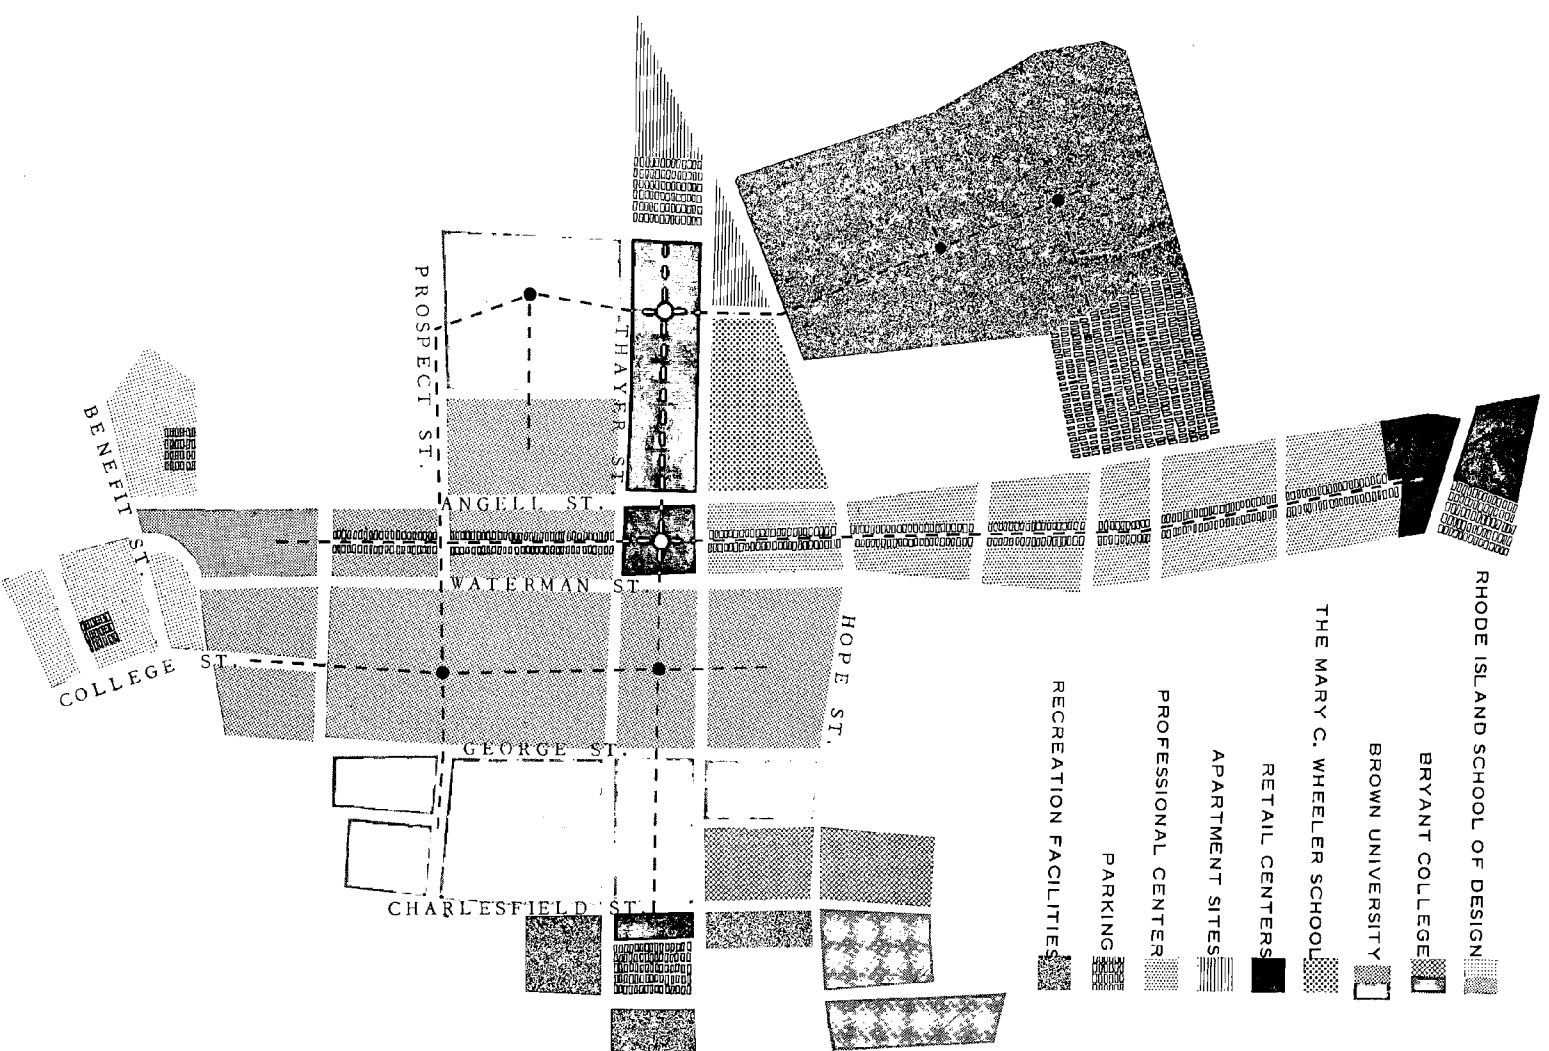 PROSPECT ST.
THAYER ST
BENEFIT ST.
ANGELL ST.
WATERMAN ST.
COLLEGE ST.
HOPE ST.
GEORGE ST.
CHARLESFIELD ST.
RHODE ISLAND SCHOOL OF DESIGN
BRYANT COLLEGE
BROWN UNIVERSITY
THE MARY C. WHEELER SCHOOL
RETAIL CENTERS
APARTMENT SITES
PROFESSIONAL CENTER
PARKING
RECREATION FACILITIES